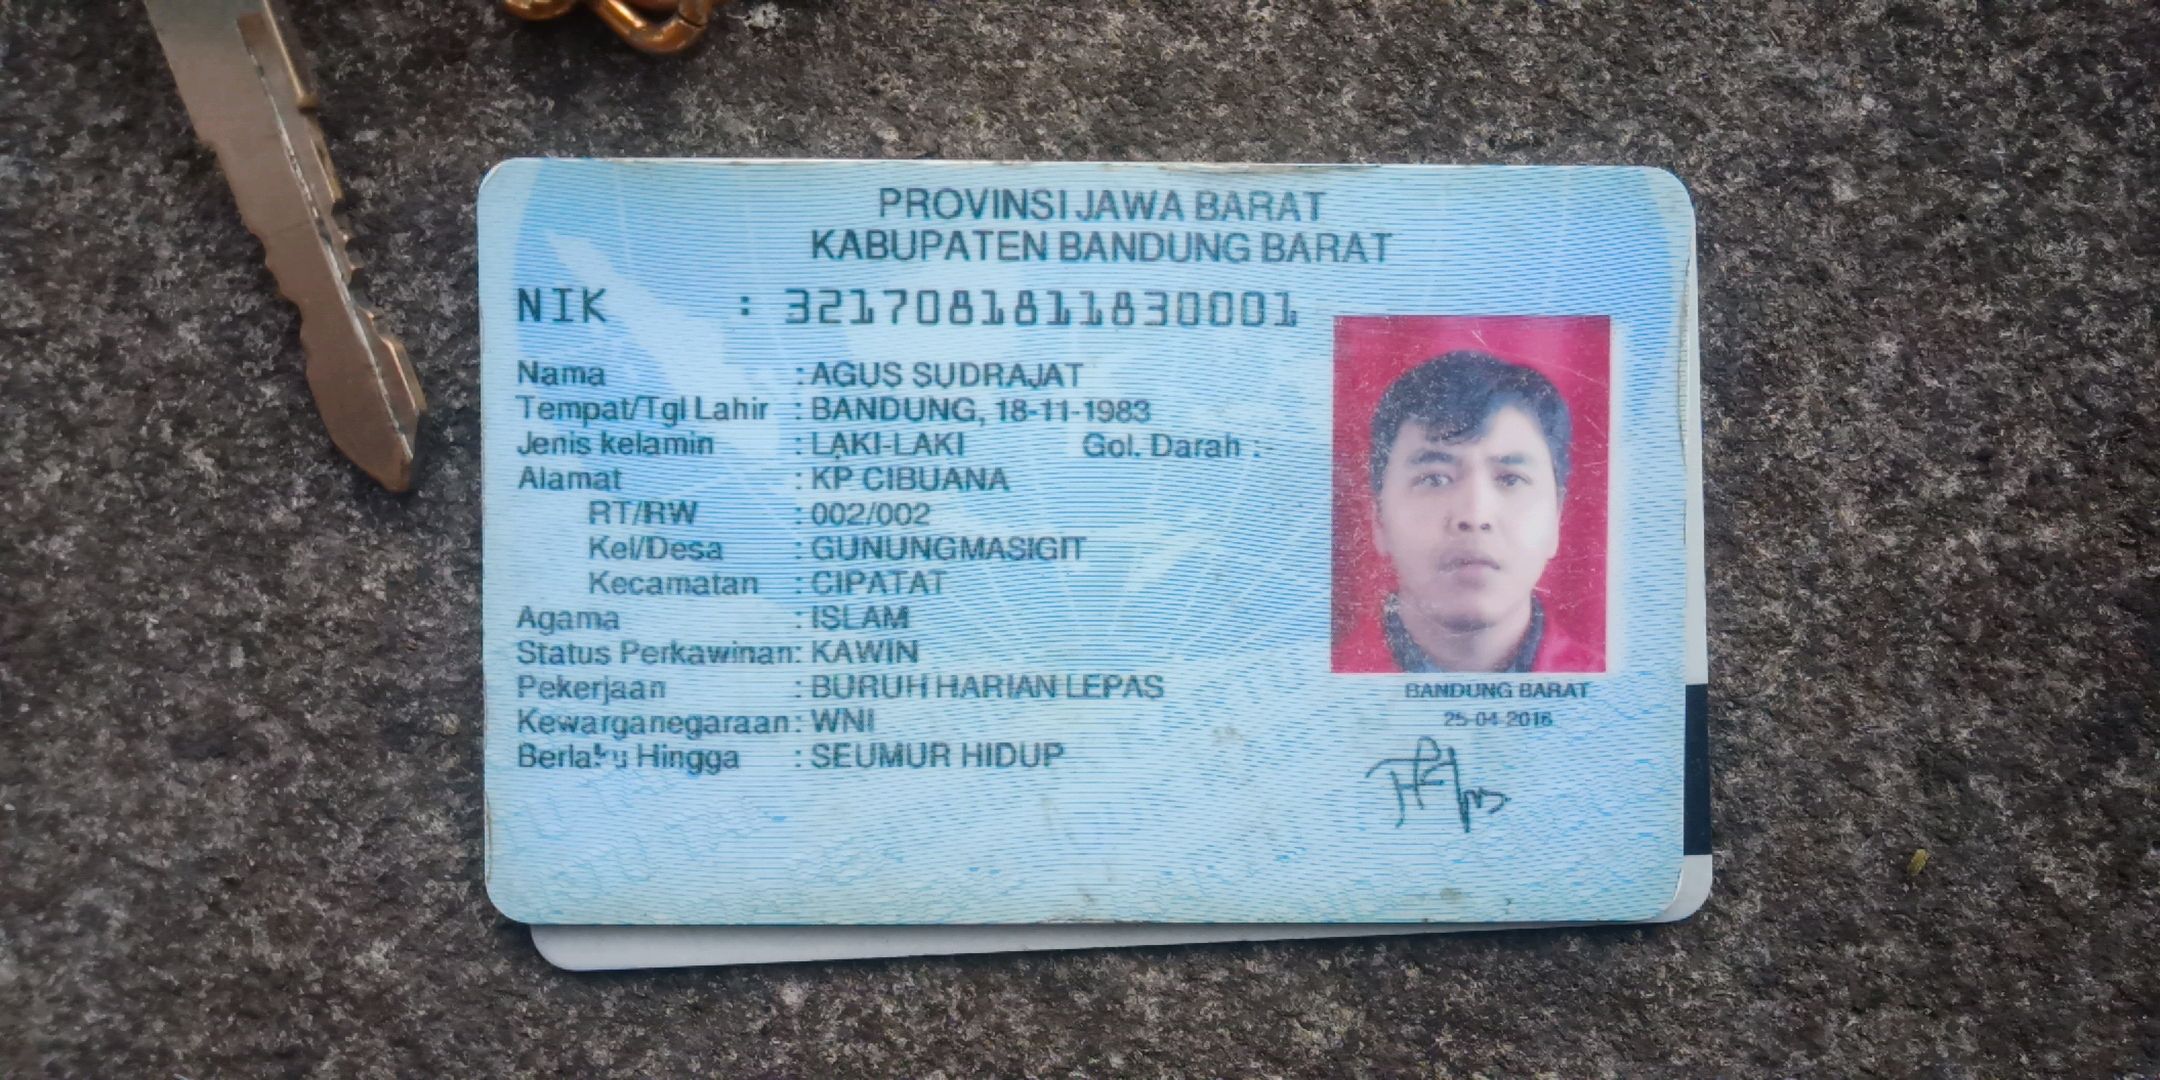 PROVINSI JAWA BARAT
KABUPATEN BANDUNG BARAT
NIK : 3217081811830001
Nama : AGUS SUDRAJAT
Tempat/Tgl Lahir : BANDUNG, 18-11-1983
Jenis kelamin : LAKI-LAKI Gol. Darah : -
Alamat : KP CIBUANA
RT/RW : 002/002
Kel/Desa : GUNUNGMASIGIT
Kecamatan : CIPATAT
Agama : ISLAM
Status Perkawinan: KAWIN
Pekerjaan : BURUH HARIAN LEPAS
Kewarganegaraan: WNI
Berlaku Hingga : SEUMUR HIDUP
BANDUNG BARAT
25-04-2016